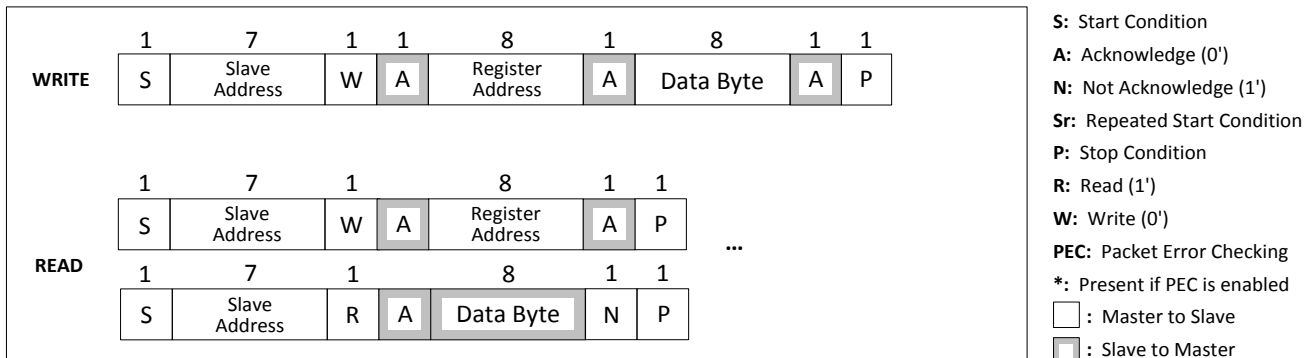 1 7 1 1 8 1 8 1 1
WRITE S Slave Address W A Register Address A Data Byte A P
1 7 1 8 1 1
S Slave Address W A Register Address A P ...
READ
1 7 1 8 1 1
S Slave Address R A Data Byte N P
S: Start Condition
A: Acknowledge (0')
N: Not Acknowledge (1')
Sr: Repeated Start Condition
P: Stop Condition
R: Read (1')
W: Write (0')
PEC: Packet Error Checking
*: Present if PEC is enabled
: Master to Slave
: Slave to Master